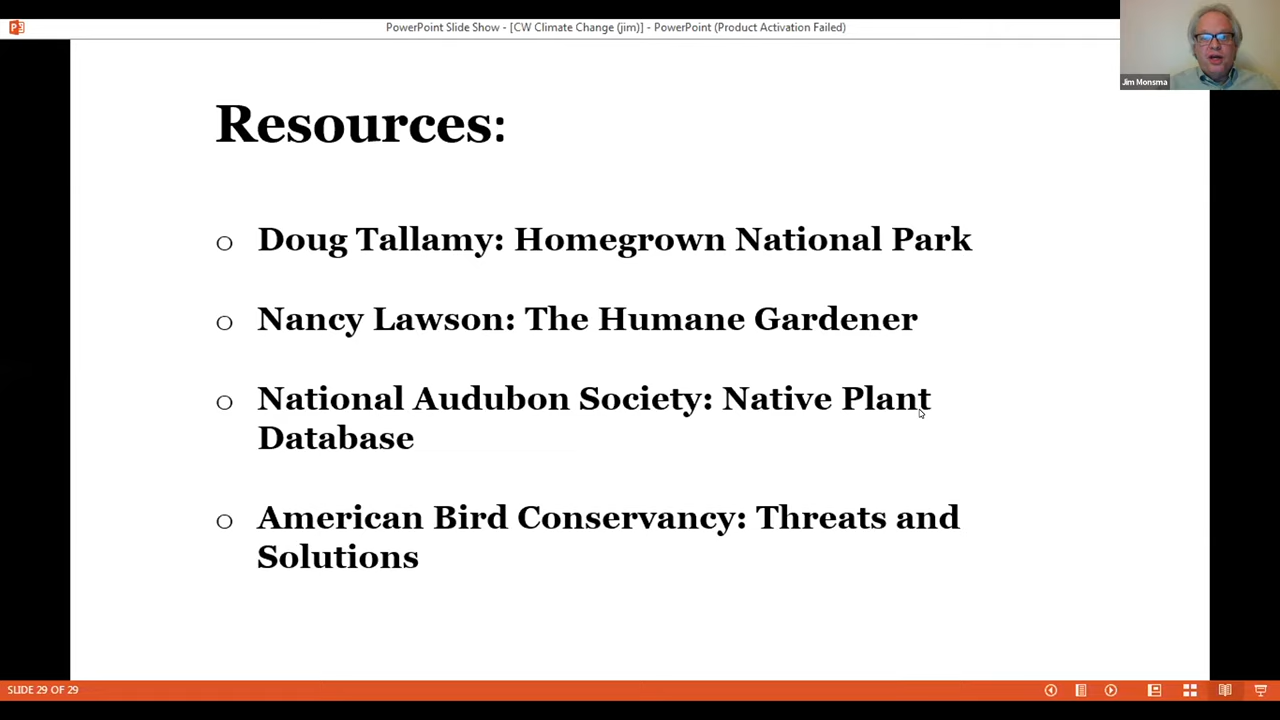 PowerPoint Slide Show - [CW Climate Change (jim)] - PowerPoint (Product Activation Failed)
Jim Monsma
Resources:
o Doug Tallamy: Homegrown National Park
o Nancy Lawson: The Humane Gardener
o National Audubon Society: Native Plant
Database
o American Bird Conservancy: Threats and
Solutions
SLIDE 29 OF 29